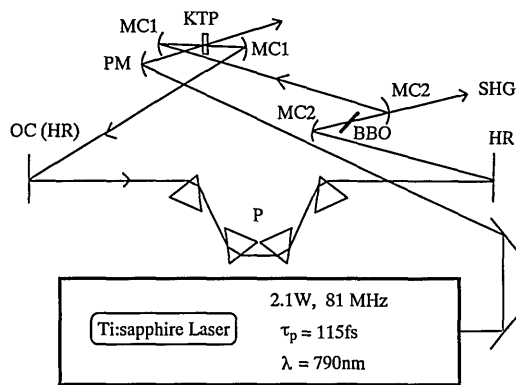 KTP
MC1
MC1
PM
MC2
SHG
MC2
BBO
OC (HR)
HR
P
2.1W, 81 MHz
Ti:sapphire Laser
τp = 115fs
λ = 790nm